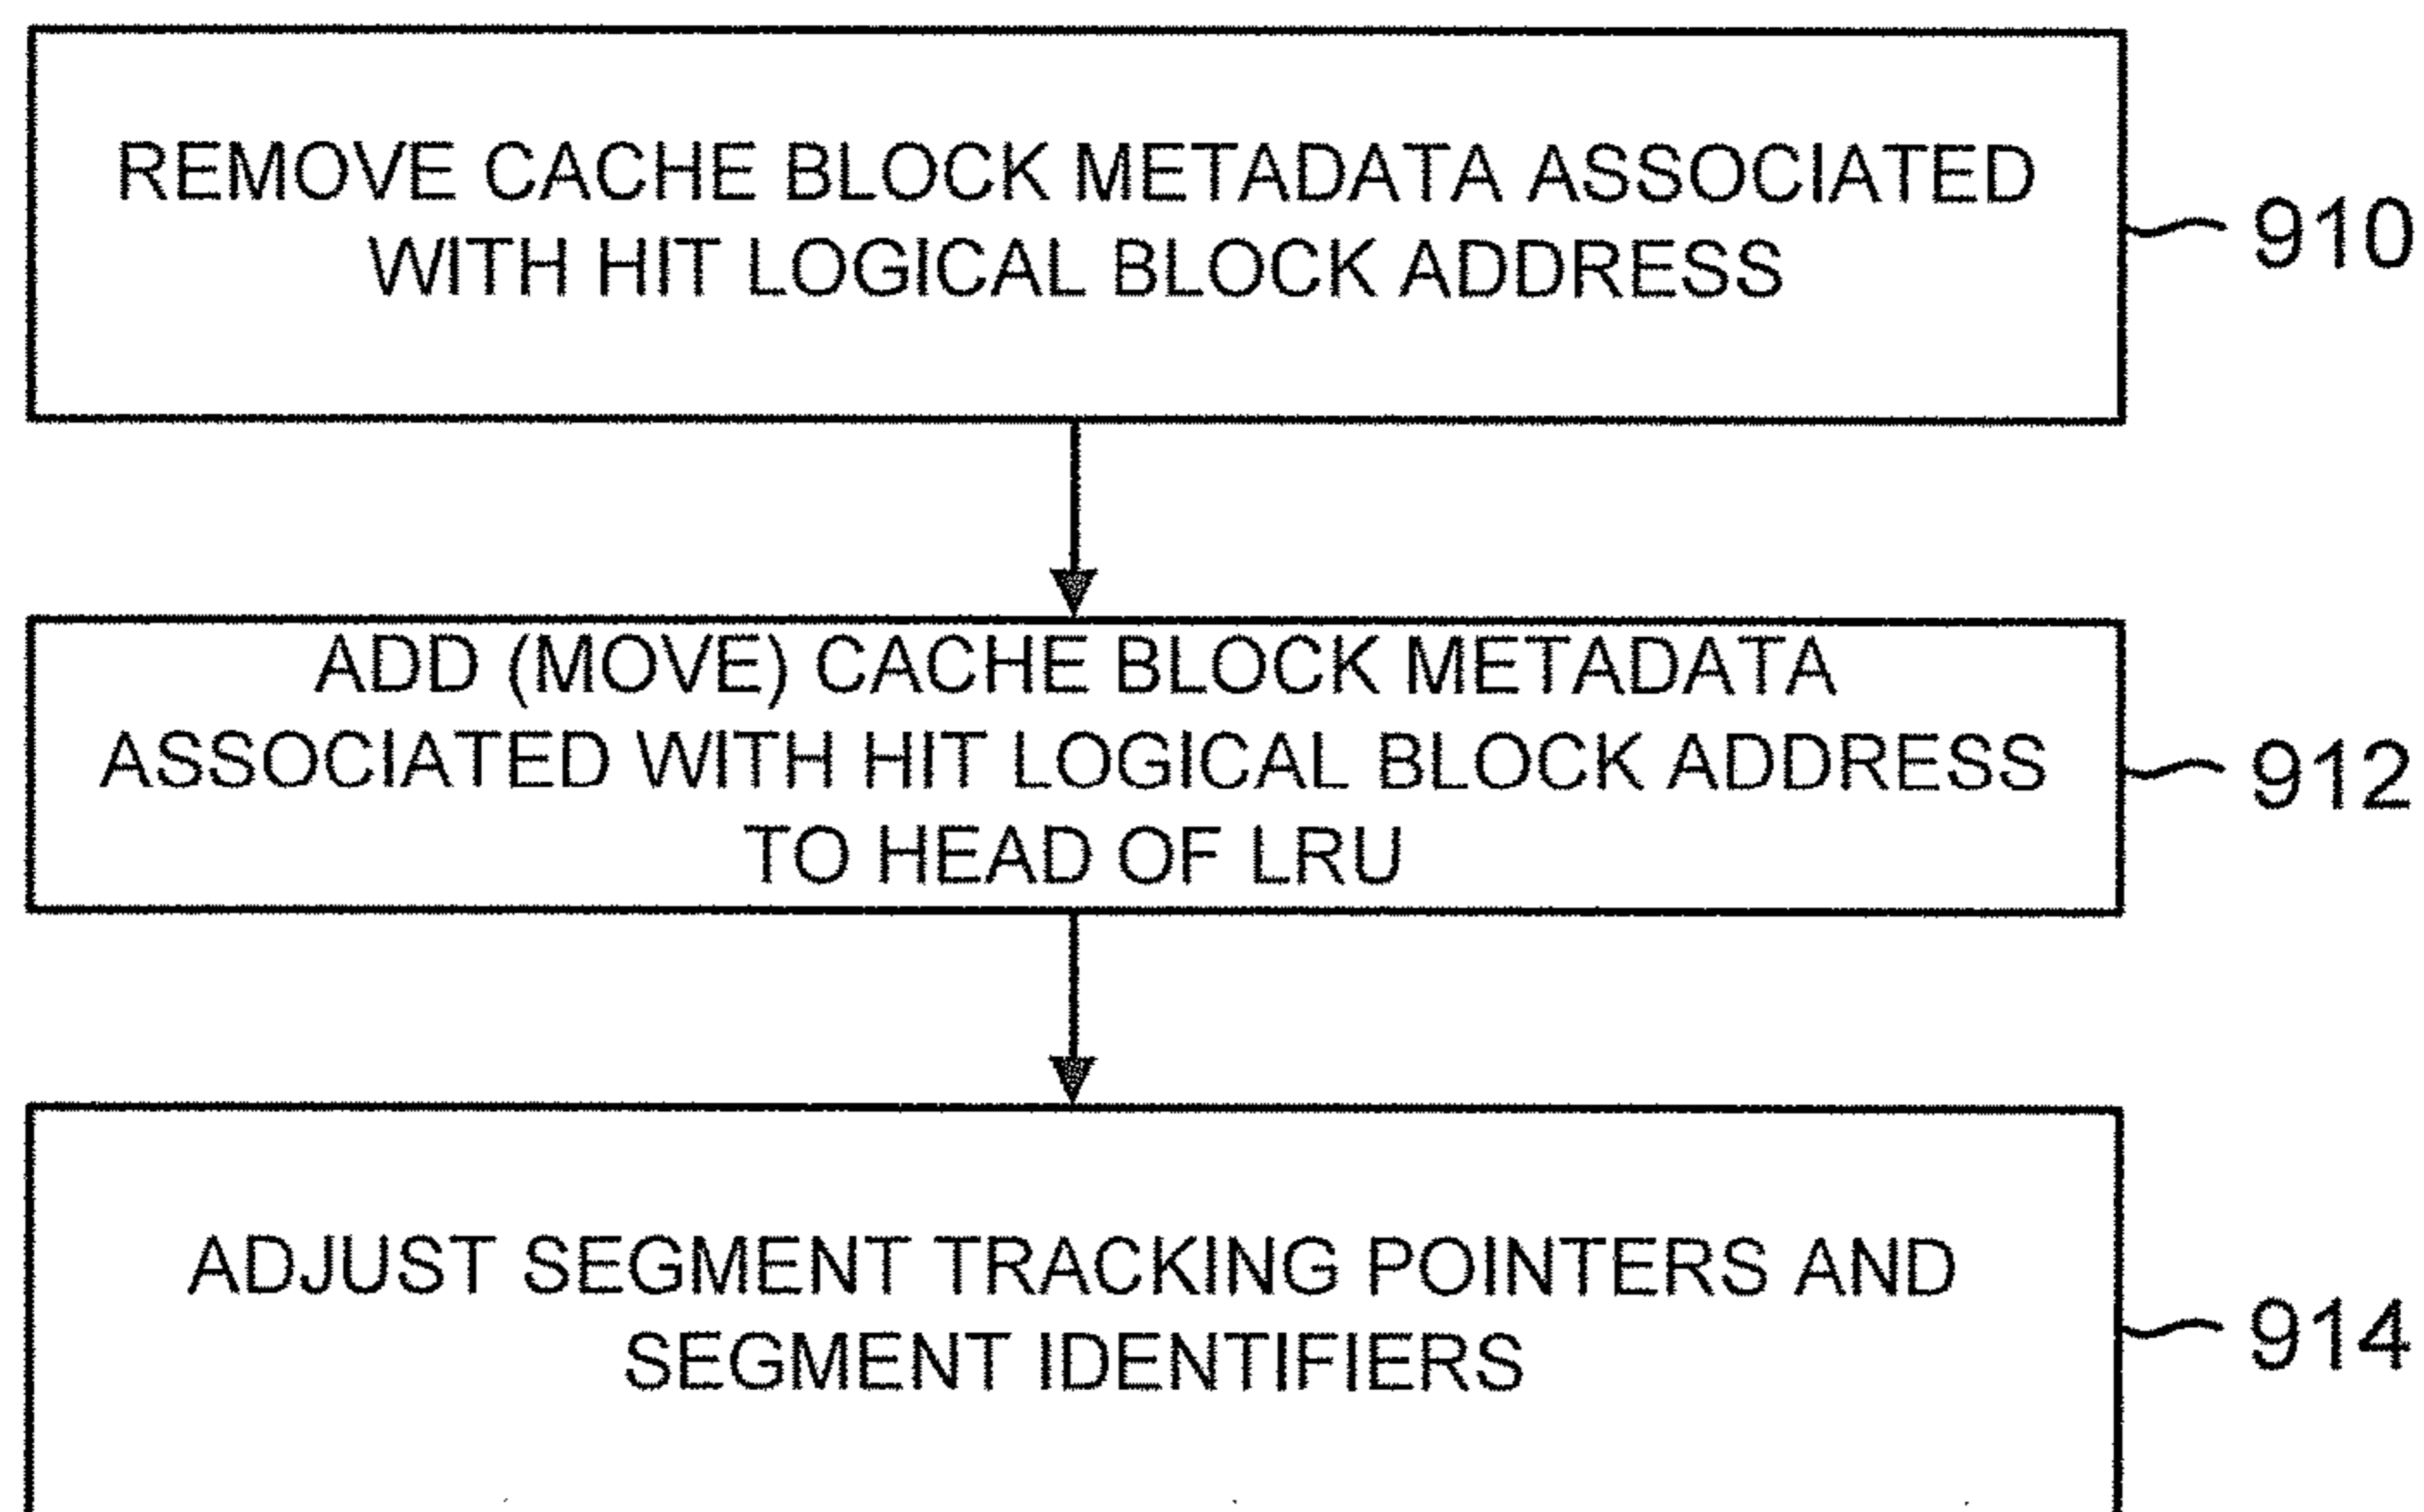 REMOVE CACHE BLOCK METADATA ASSOCIATED
WITH HIT LOGICAL BLOCK ADDRESS
910
ADD (MOVE) CACHE BLOCK METADATA
ASSOCIATED WITH HIT LOGICAL BLOCK ADDRESS
TO HEAD OF LRU
912
ADJUST SEGMENT TRACKING POINTERS AND
SEGMENT IDENTIFIERS
914